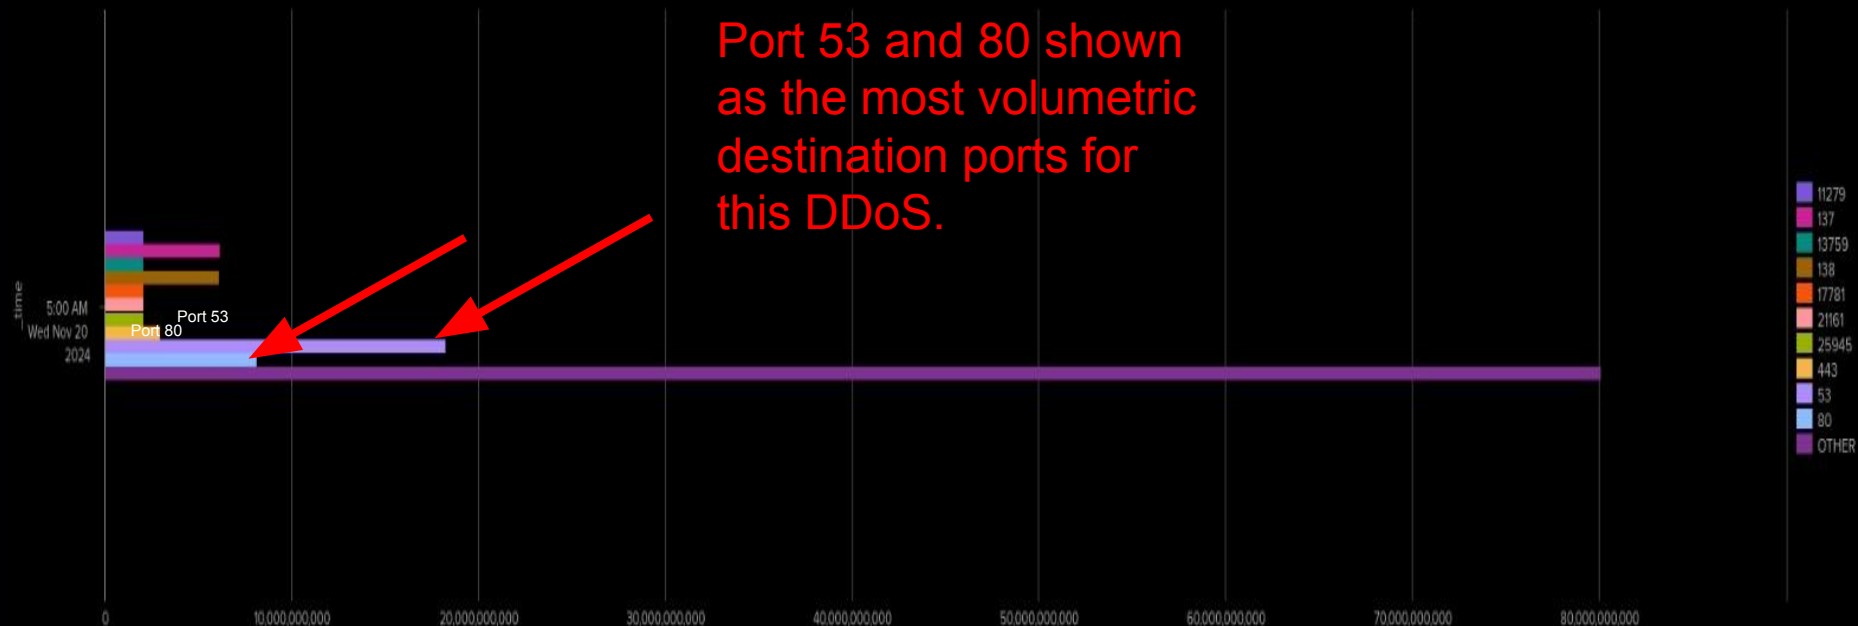 Port 53 and 80 shown
as the most volumetric
destination ports for
this DDoS.
_time
5:00 AM
Wed Nov 20
2024
Port 53
Port 80
11279
137
13759
138
17781
21161
25945
443
53
80
OTHER
0
10,000,000,000
20,000,000,000
30,000,000,000
40,000,000,000
50,000,000,000
60,000,000,000
70,000,000,000
80,000,000,000